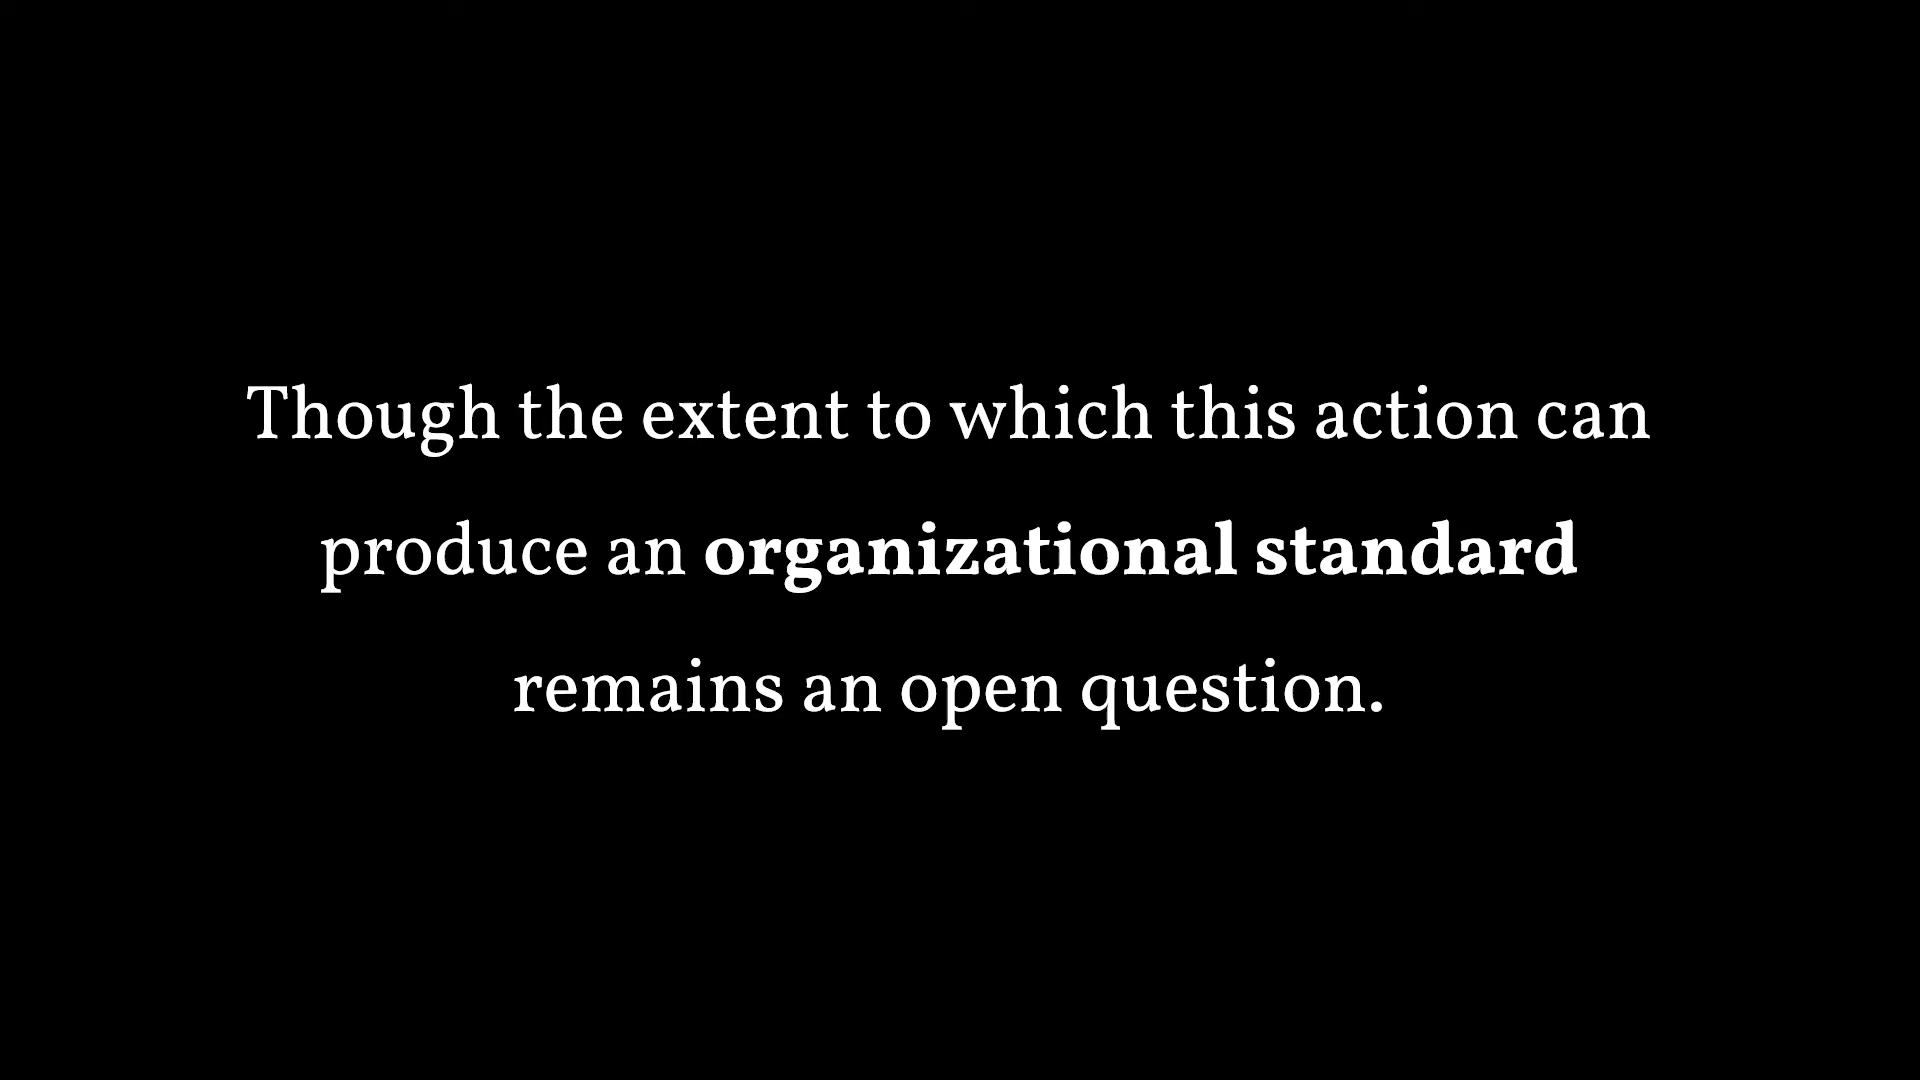 Though the extent to which this action can
produce an organizational standard
remains an open question.